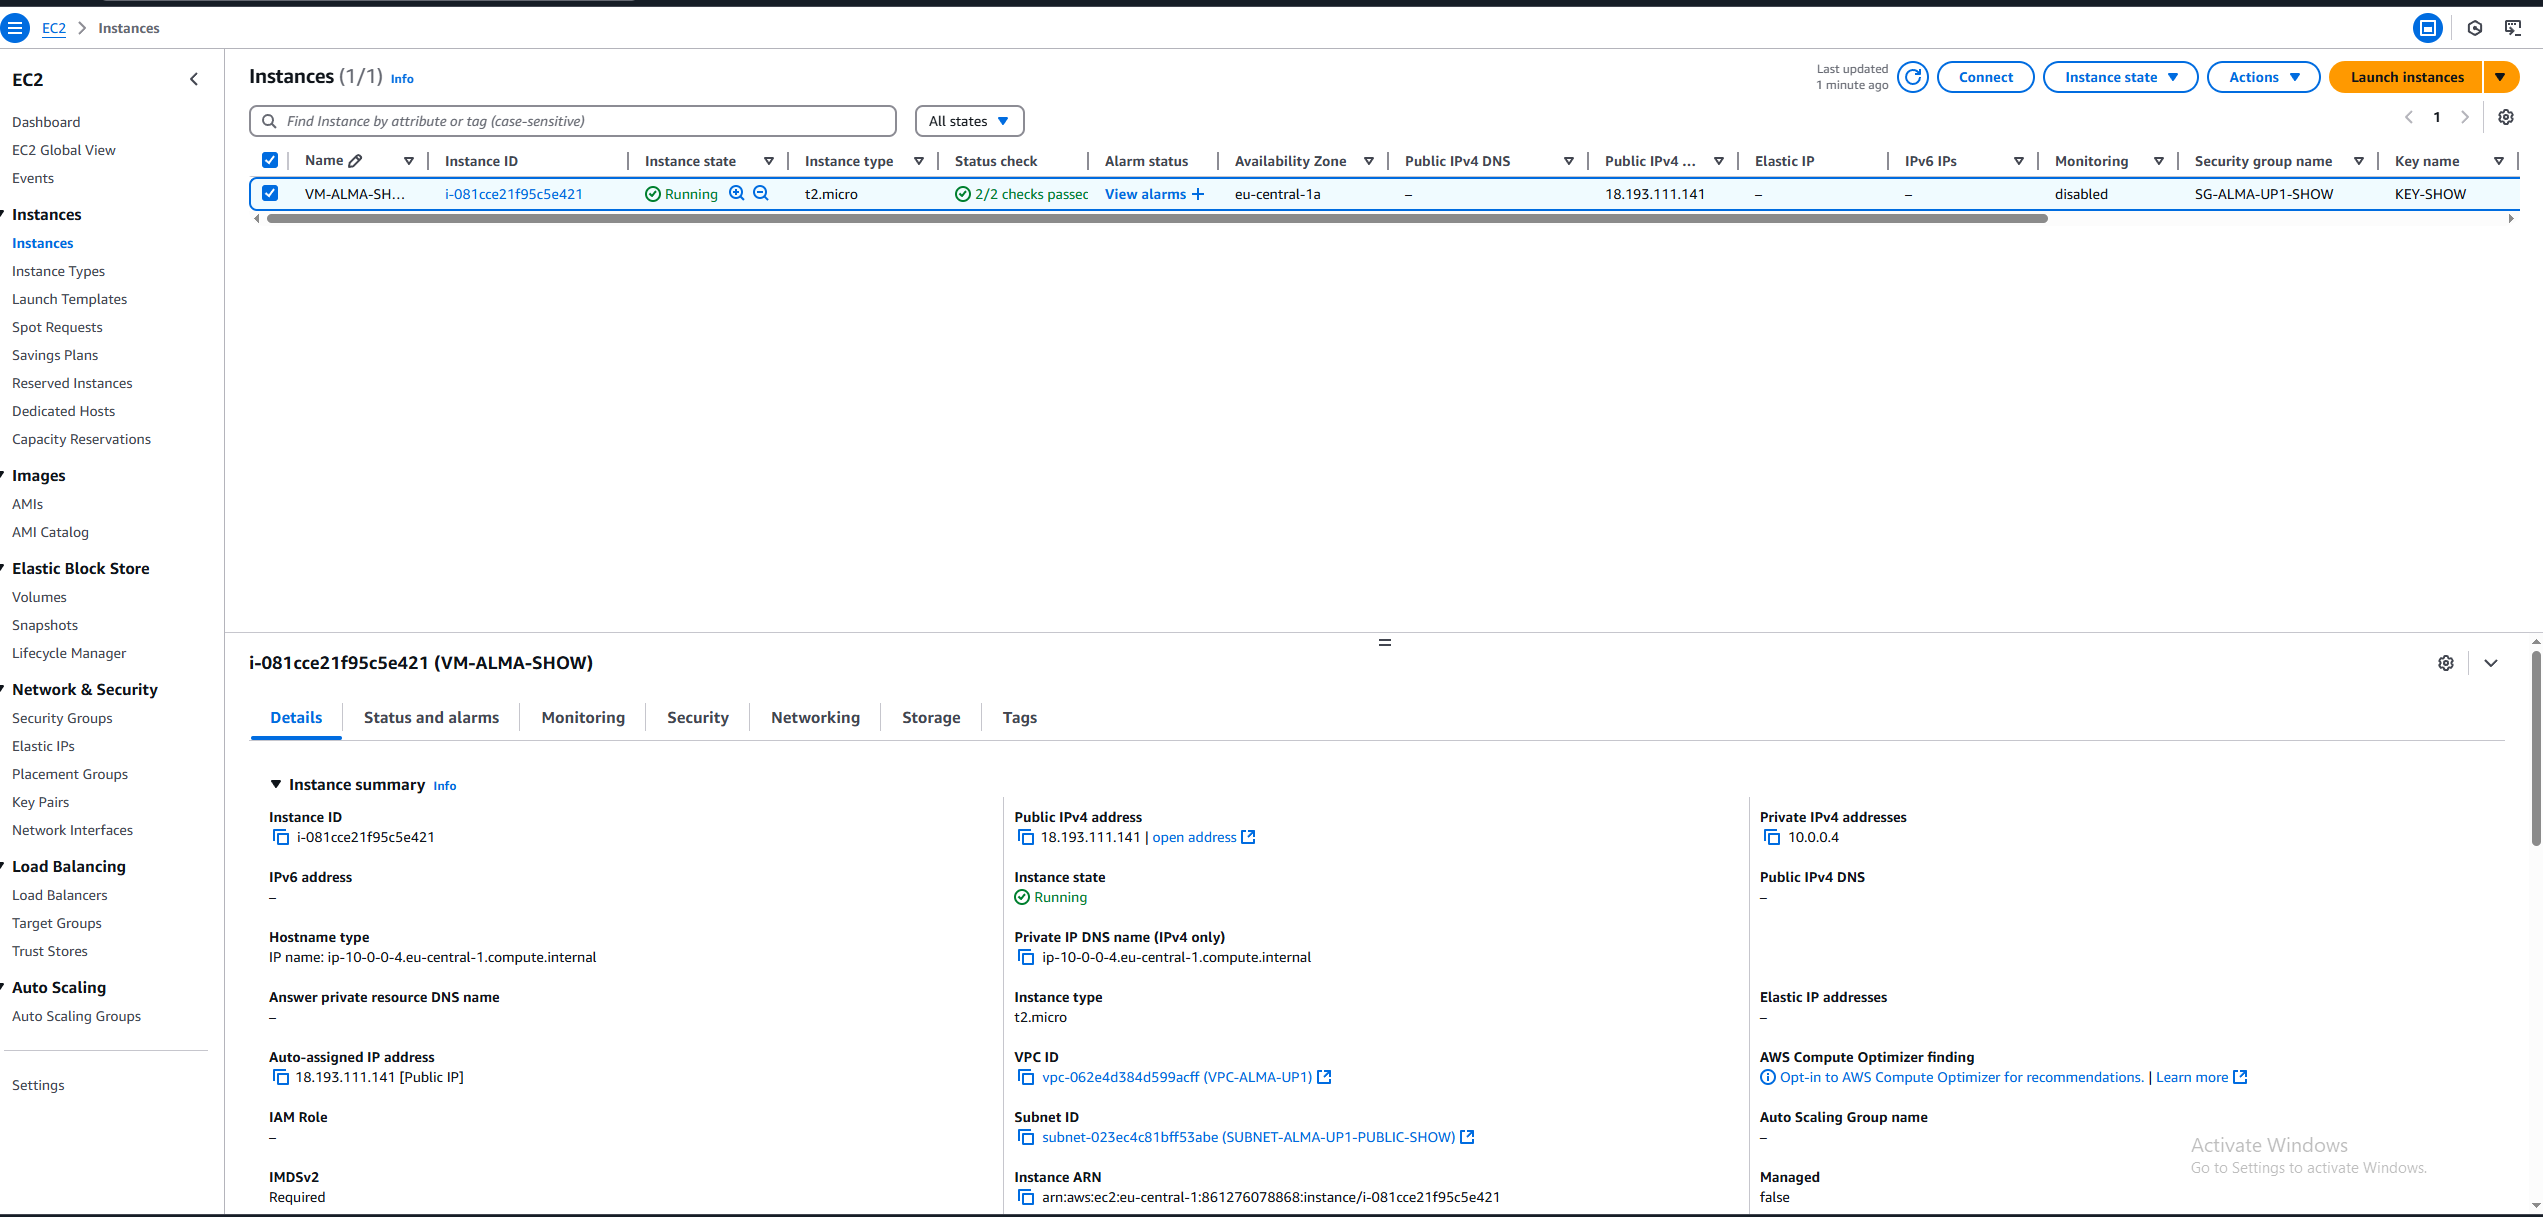 EC2 Instances
EC2
Dashboard
EC2 Global View
Events
Instances
Instances
Instance Types
Launch Templates
Spot Requests
Savings Plans
Reserved Instances
Dedicated Hosts
Capacity Reservations
Images
AMIs
AMI Catalog
Elastic Block Store
Volumes
Snapshots
Lifecycle Manager
Network & Security
Security Groups
Elastic IPs
Placement Groups
Key Pairs
Network Interfaces
Load Balancing
Load Balancers
Target Groups
Trust Stores
Auto Scaling
Auto Scaling Groups
Settings
Instances (1/1) Info
Last updated
1 minute ago
Connect
Instance state
Actions
Launch instances
Find Instance by attribute or tag (case-sensitive)
All states
1
Name Instance ID Instance state Instance type Status check Alarm status Availability Zone Public IPv4 DNS Public IPv4 ... Elastic IP IPv6 IPs Monitoring Security group name Key name
VM-ALMA-SH... i-081cce21f95c5e421 Running t2.micro 2/2 checks passec View alarms + eu-central-1a – 18.193.111.141 – – disabled SG-ALMA-UP1-SHOW KEY-SHOW
i-081cce21f95c5e421 (VM-ALMA-SHOW)
Details Status and alarms Monitoring Security Networking Storage Tags
Instance summary Info
Instance ID
i-081cce21f95c5e421
Public IPv4 address
18.193.111.141 | open address
Private IPv4 addresses
10.0.0.4
IPv6 address
–
Instance state
Running
Public IPv4 DNS
–
Hostname type
IP name: ip-10-0-0-4.eu-central-1.compute.internal
Private IP DNS name (IPv4 only)
ip-10-0-0-4.eu-central-1.compute.internal
Answer private resource DNS name
–
Instance type
t2.micro
Elastic IP addresses
–
Auto-assigned IP address
18.193.111.141 [Public IP]
VPC ID
vpc-062e4d384d599acff (VPC-ALMA-UP1)
AWS Compute Optimizer finding
Opt-in to AWS Compute Optimizer for recommendations. | Learn more
IAM Role
–
Subnet ID
subnet-023ec4c81bff53abe (SUBNET-ALMA-UP1-PUBLIC-SHOW)
Auto Scaling Group name
–
IMDSv2
Required
Instance ARN
arn:aws:ec2:eu-central-1:861276078868:instance/i-081cce21f95c5e421
Managed
false
Activate Windows
Go to Settings to activate Windows.